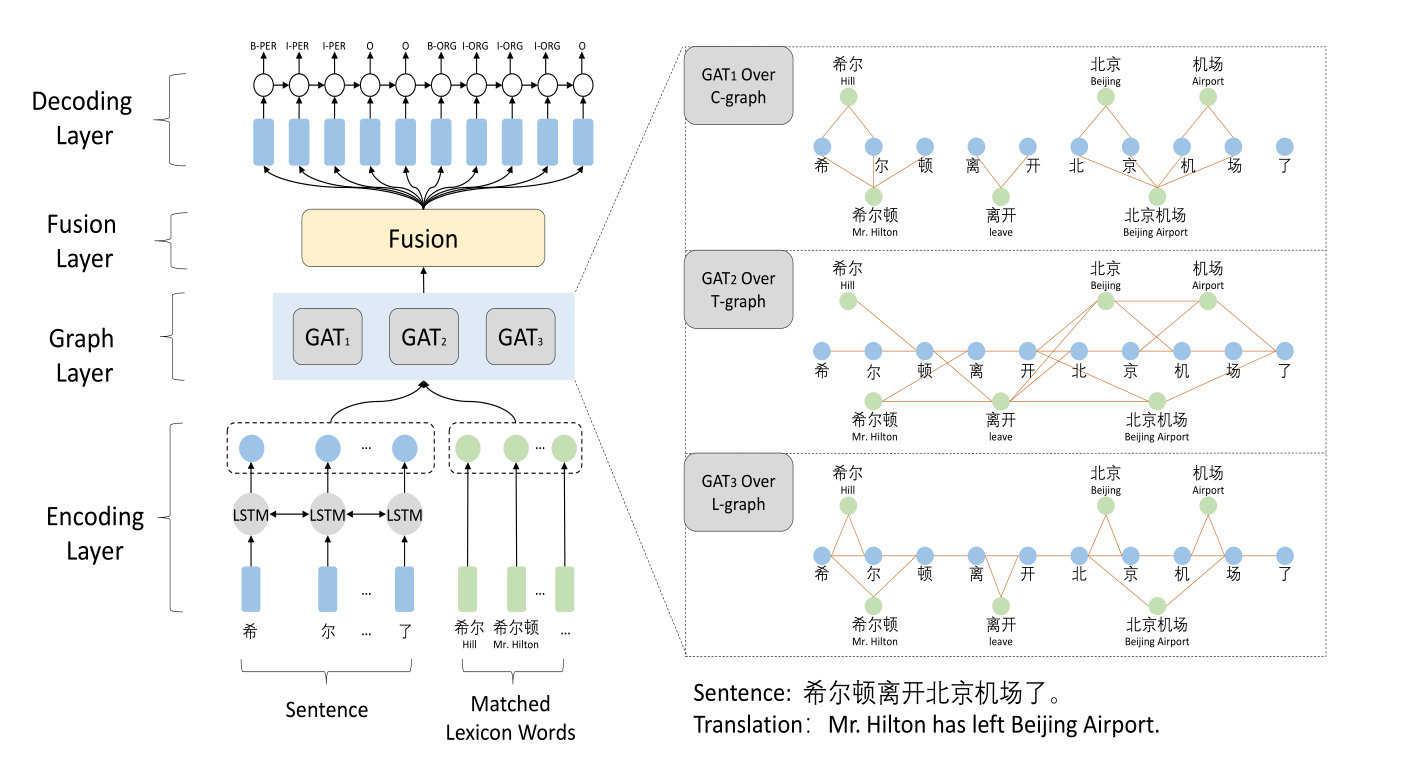 B-PER I-PER I-PER O O B-ORG I-ORG I-ORG I-ORG O
Decoding
Layer
Fusion
Layer
Fusion
Graph
Layer
GAT1 GAT2 GAT3
Encoding
Layer
... ...
LSTM LSTM LSTM
... ...
希 尔 ... 了 希尔 希尔顿 ...
Hill Mr. Hilton
Sentence
Matched
Lexicon Words
GAT1 Over
C-graph
希尔 北京 机场
Hill Beijing Airport
希 尔 顿 离 开 北 京 机 场 了
希尔顿 离开 北京机场
Mr. Hilton leave Beijing Airport
GAT2 Over
T-graph
希尔 北京 机场
Hill Beijing Airport
希 尔 顿 离 开 北 京 机 场 了
希尔顿 离开 北京机场
Mr. Hilton leave Beijing Airport
GAT3 Over
L-graph
希尔 北京 机场
Hill Beijing Airport
希 尔 顿 离 开 北 京 机 场 了
希尔顿 离开 北京机场
Mr. Hilton leave Beijing Airport
Sentence: 希尔顿离开北京机场了。
Translation： Mr. Hilton has left Beijing Airport.